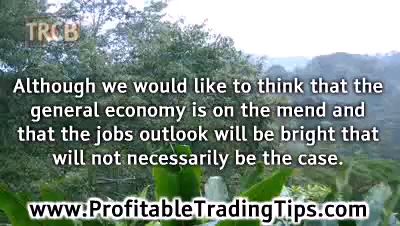 TRCB
Although we would like to think that the
general economy is on the mend and
that the jobs outlook will be bright that
will not necessarily be the case.
www.ProfitableTradingTips.com